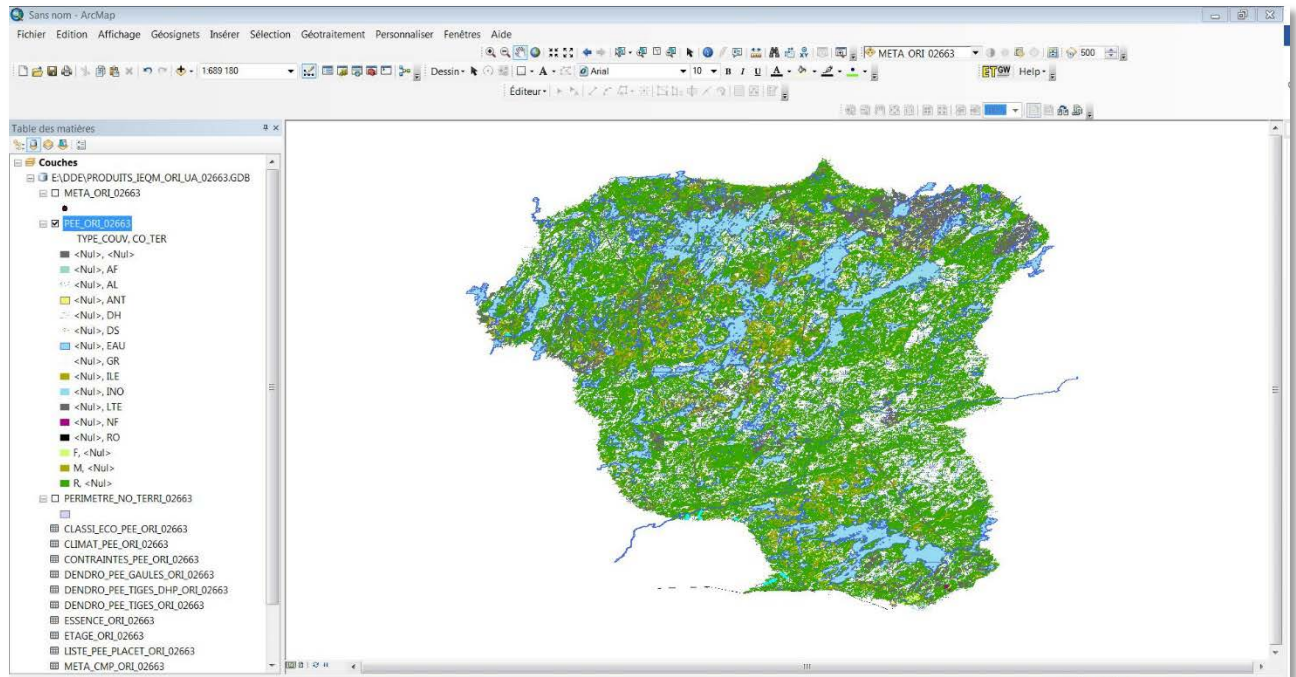 Sans nom - ArcMap
Fichier Edition Affichage Géosignets Insérer Sélection Géotraitement Personnaliser Fenêtres Aide
META ORI 02663 500
1:689 180 Dessin Arial 10 B I U A ETGW Help
Éditeur
Table des matières
Couches
E:\DDE\PRODUITS_IEQM_ORI_UA_02663.GDB
META_ORI_02663
PEE_ORI_02663
TYPE_COUV, CO_TER
<Nul>, <Nul>
<Nul>, AF
<Nul>, AL
<Nul>, ANT
<Nul>, DH
<Nul>, DS
<Nul>, EAU
<Nul>, GR
<Nul>, ILE
<Nul>, INO
<Nul>, LTE
<Nul>, NF
<Nul>, RO
F, <Nul>
M, <Nul>
R, <Nul>
PERIMETRE_NO_TERRI_02663
CLASSI_ECO_PEE_ORI_02663
CLIMAT_PEE_ORI_02663
CONTRAINTES_PEE_ORI_02663
DENDRO_PEE_GAULES_ORI_02663
DENDRO_PEE_TIGES_DHP_ORI_02663
DENDRO_PEE_TIGES_ORI_02663
ESSENCE_ORI_02663
ETAGE_ORI_02663
LISTE_PEE_PLACET_ORI_02663
META_CMP_ORI_02663